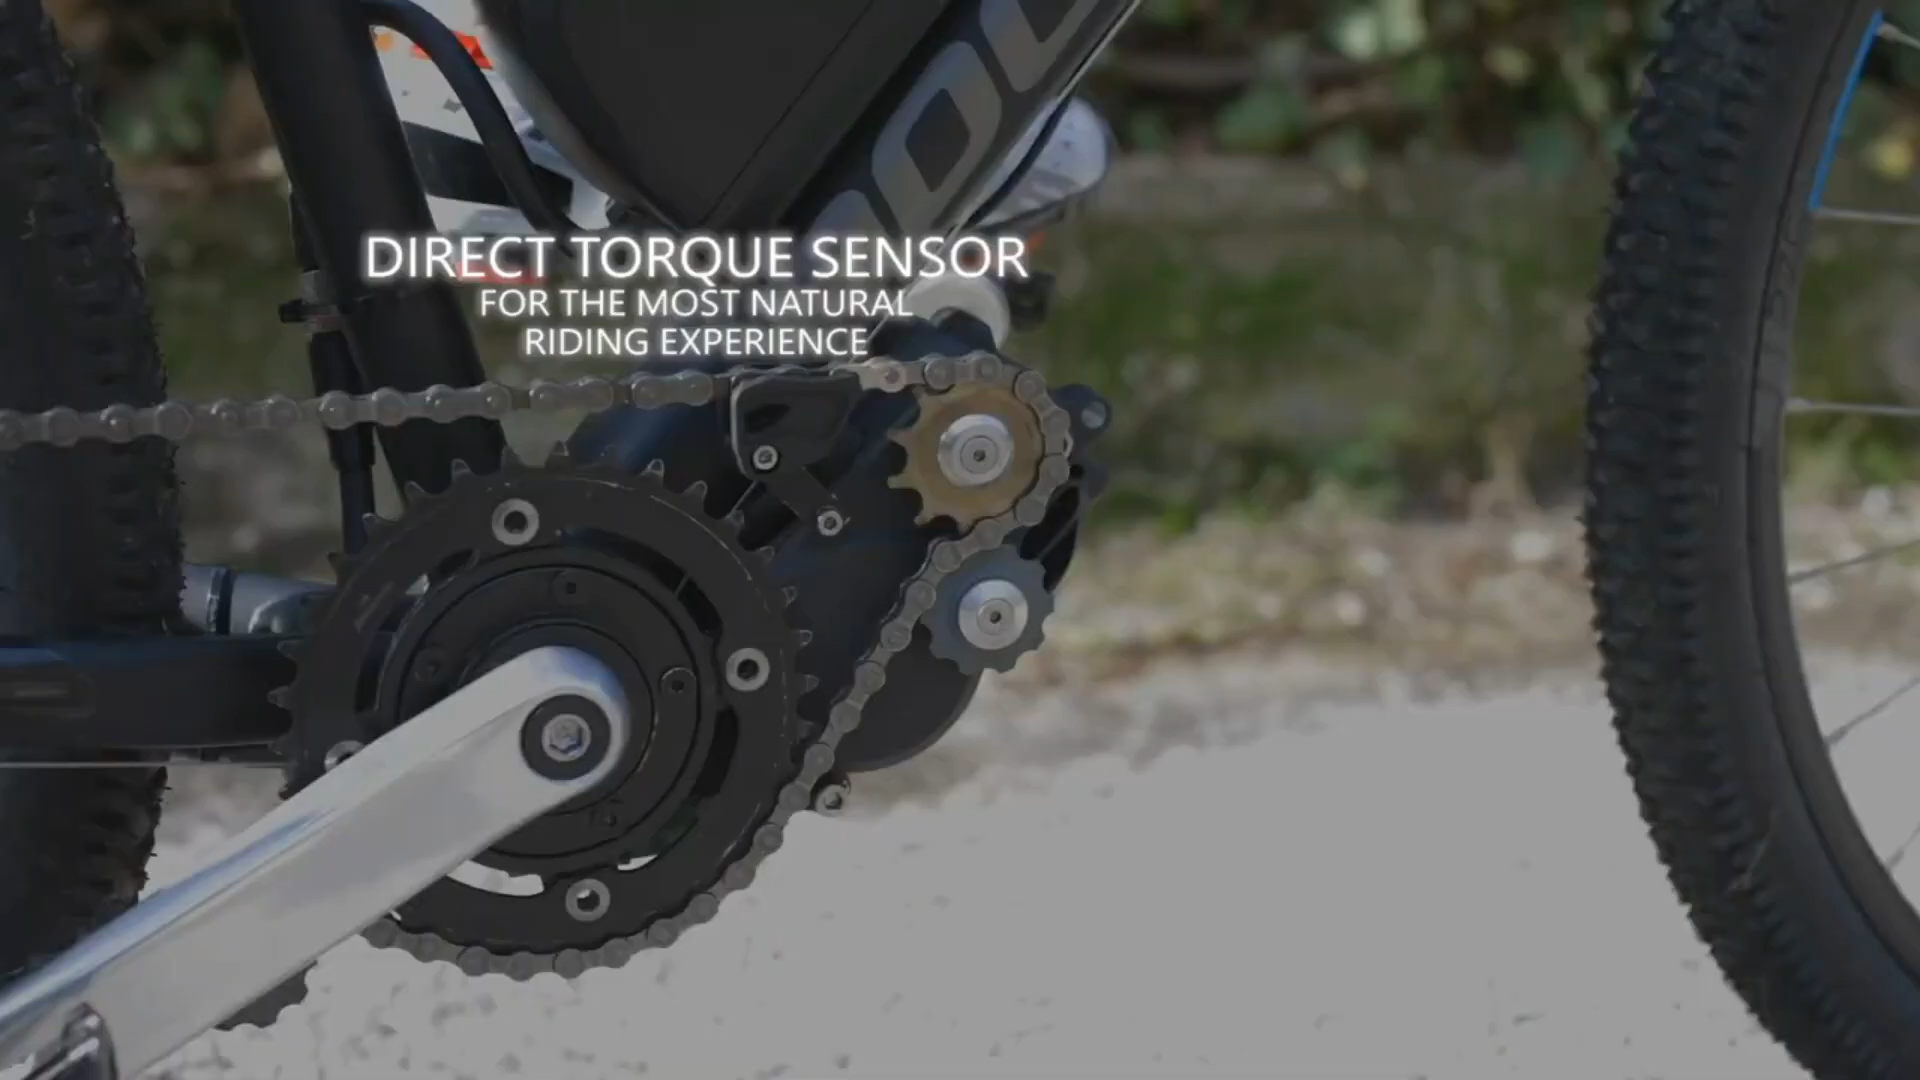 DIRECT TORQUE SENSOR
FOR THE MOST NATURAL
RIDING EXPERIENCE